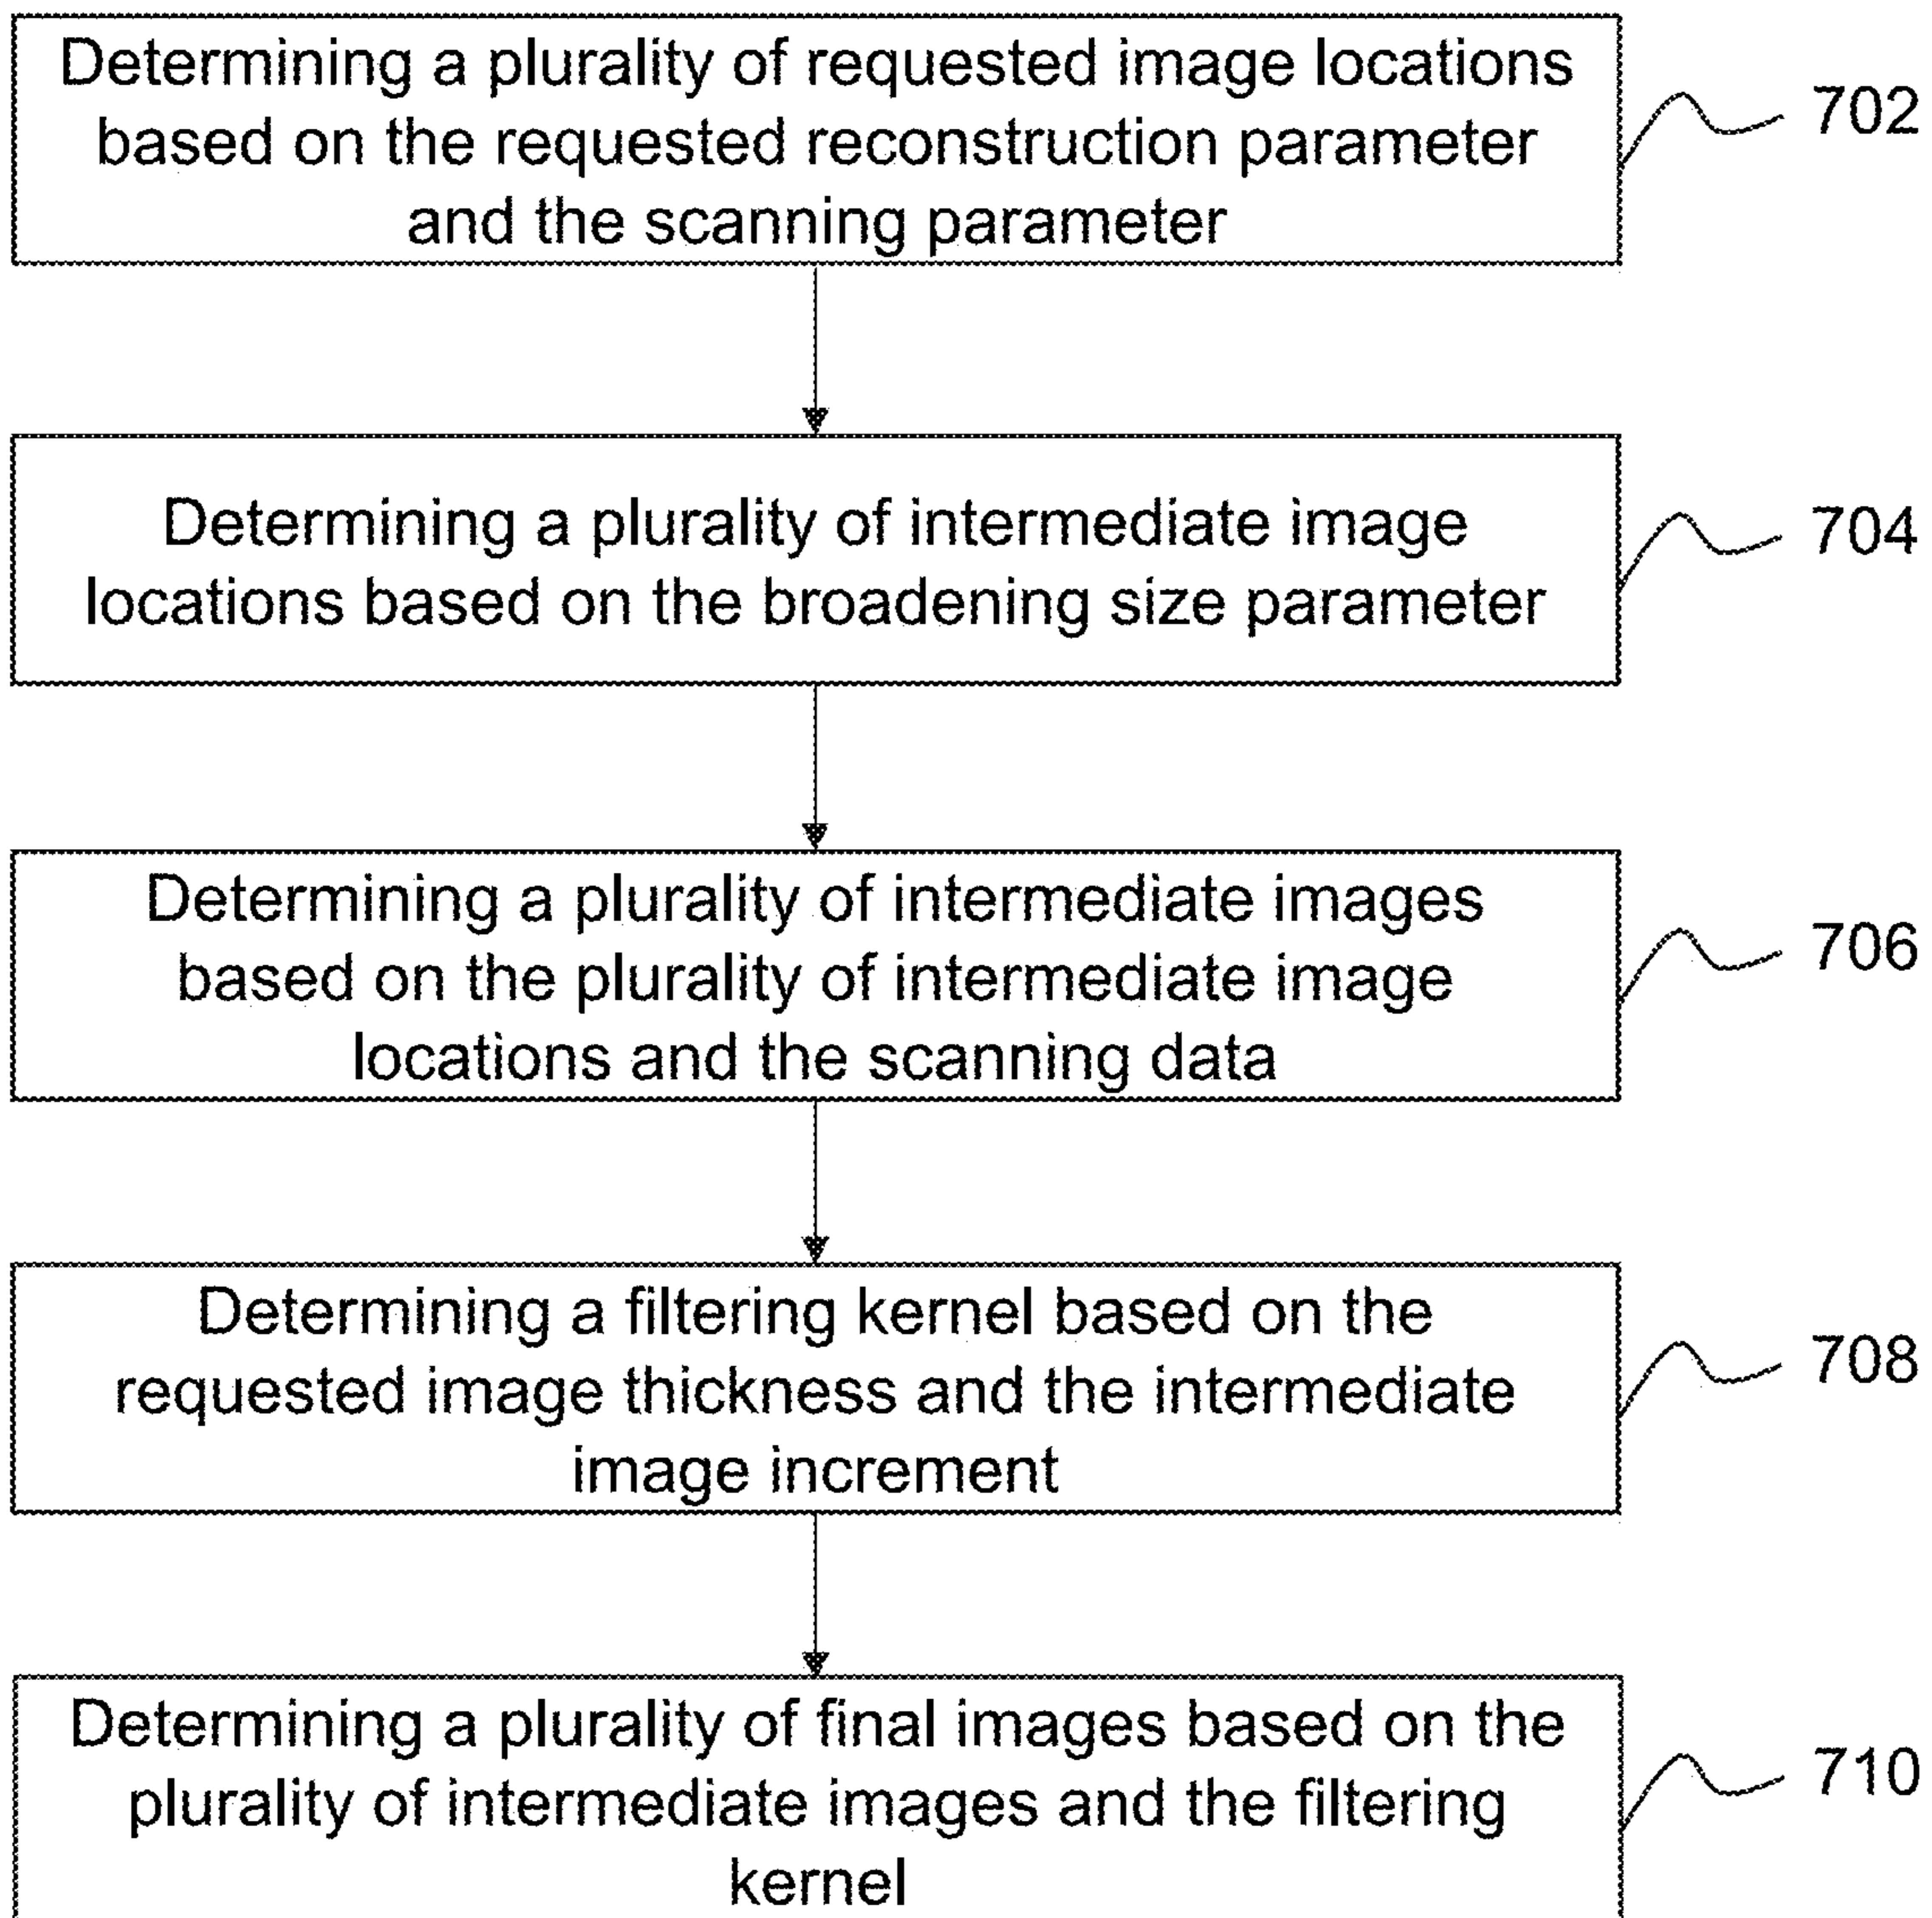 Determining a plurality of requested image locations
based on the requested reconstruction parameter
and the scanning parameter
702
Determining a plurality of intermediate image
locations based on the broadening size parameter
704
Determining a plurality of intermediate images
based on the plurality of intermediate image
locations and the scanning data
706
Determining a filtering kernel based on the
requested image thickness and the intermediate
image increment
708
Determining a plurality of final images based on the
plurality of intermediate images and the filtering
kernel
710